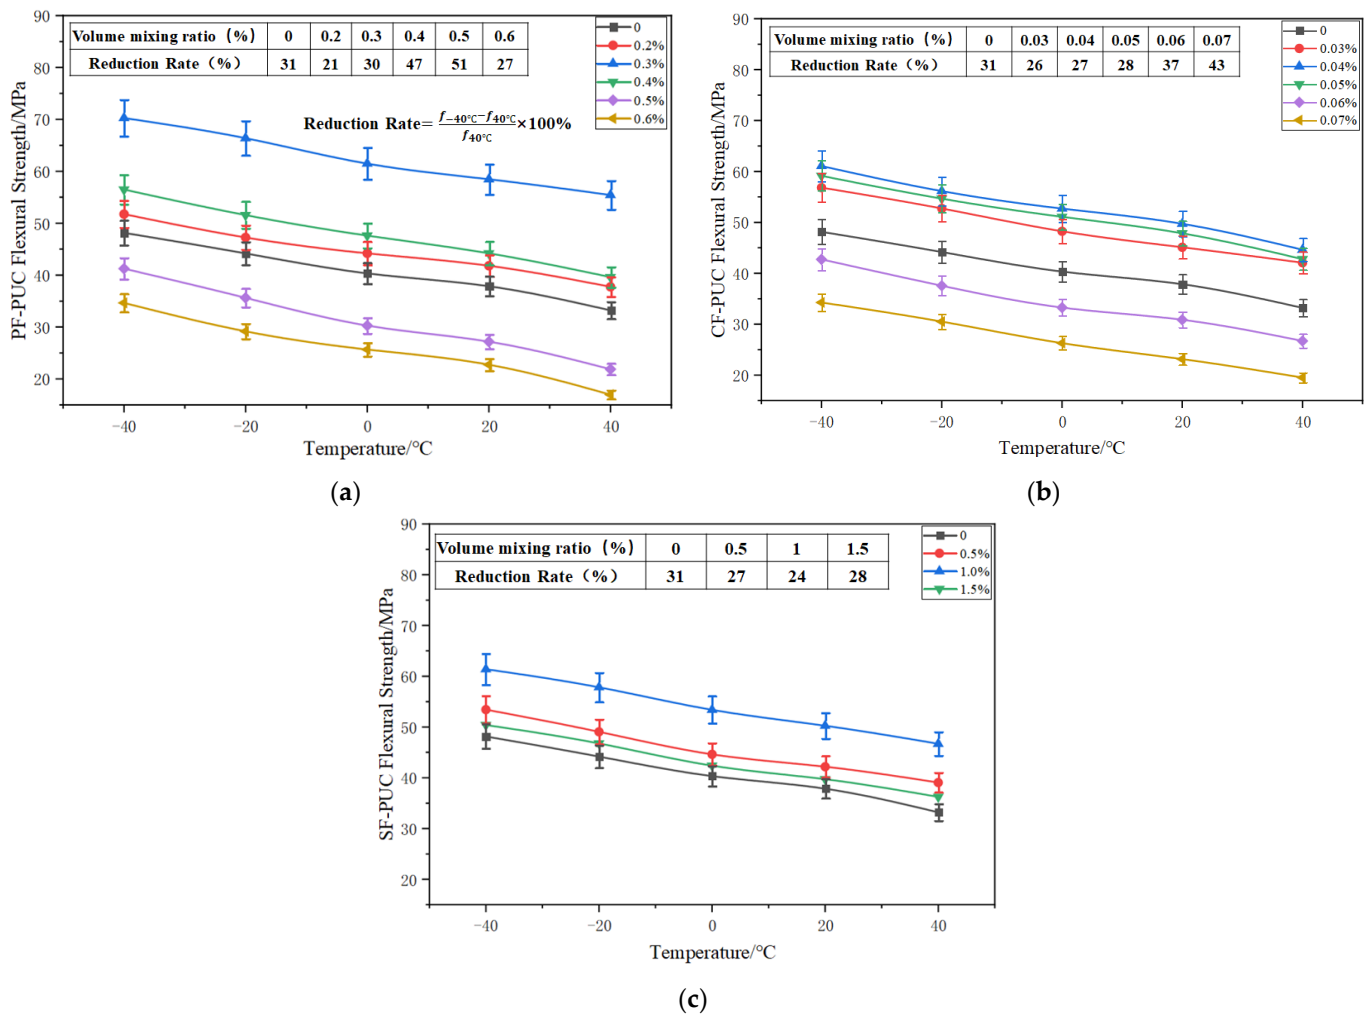 90
80
70
60
50
40
30
20
PF-PUC Flexural Strength/MPa
Volume mixing ratio (%) 0 0.2 0.3 0.4 0.5 0.6
Reduction Rate (%) 31 21 30 47 51 27
Reduction Rate= f₋₄₀℃−f₄₀℃/f₄₀℃ ×100%
0
0.2%
0.3%
0.4%
0.5%
0.6%
−40 −20 0 20 40
Temperature/°C
(a)
90
80
70
60
50
40
30
20
CF-PUC Flexural Strength/MPa
Volume mixing ratio (%) 0 0.03 0.04 0.05 0.06 0.07
Reduction Rate (%) 31 26 27 28 37 43
0
0.03%
0.04%
0.05%
0.06%
0.07%
−40 −20 0 20 40
Temperature/°C
(b)
90
80
70
60
50
40
30
20
SF-PUC Flexural Strength/MPa
Volume mixing ratio (%) 0 0.5 1 1.5
Reduction Rate (%) 31 27 24 28
0
0.5%
1.0%
1.5%
−40 −20 0 20 40
Temperature/°C
(c)